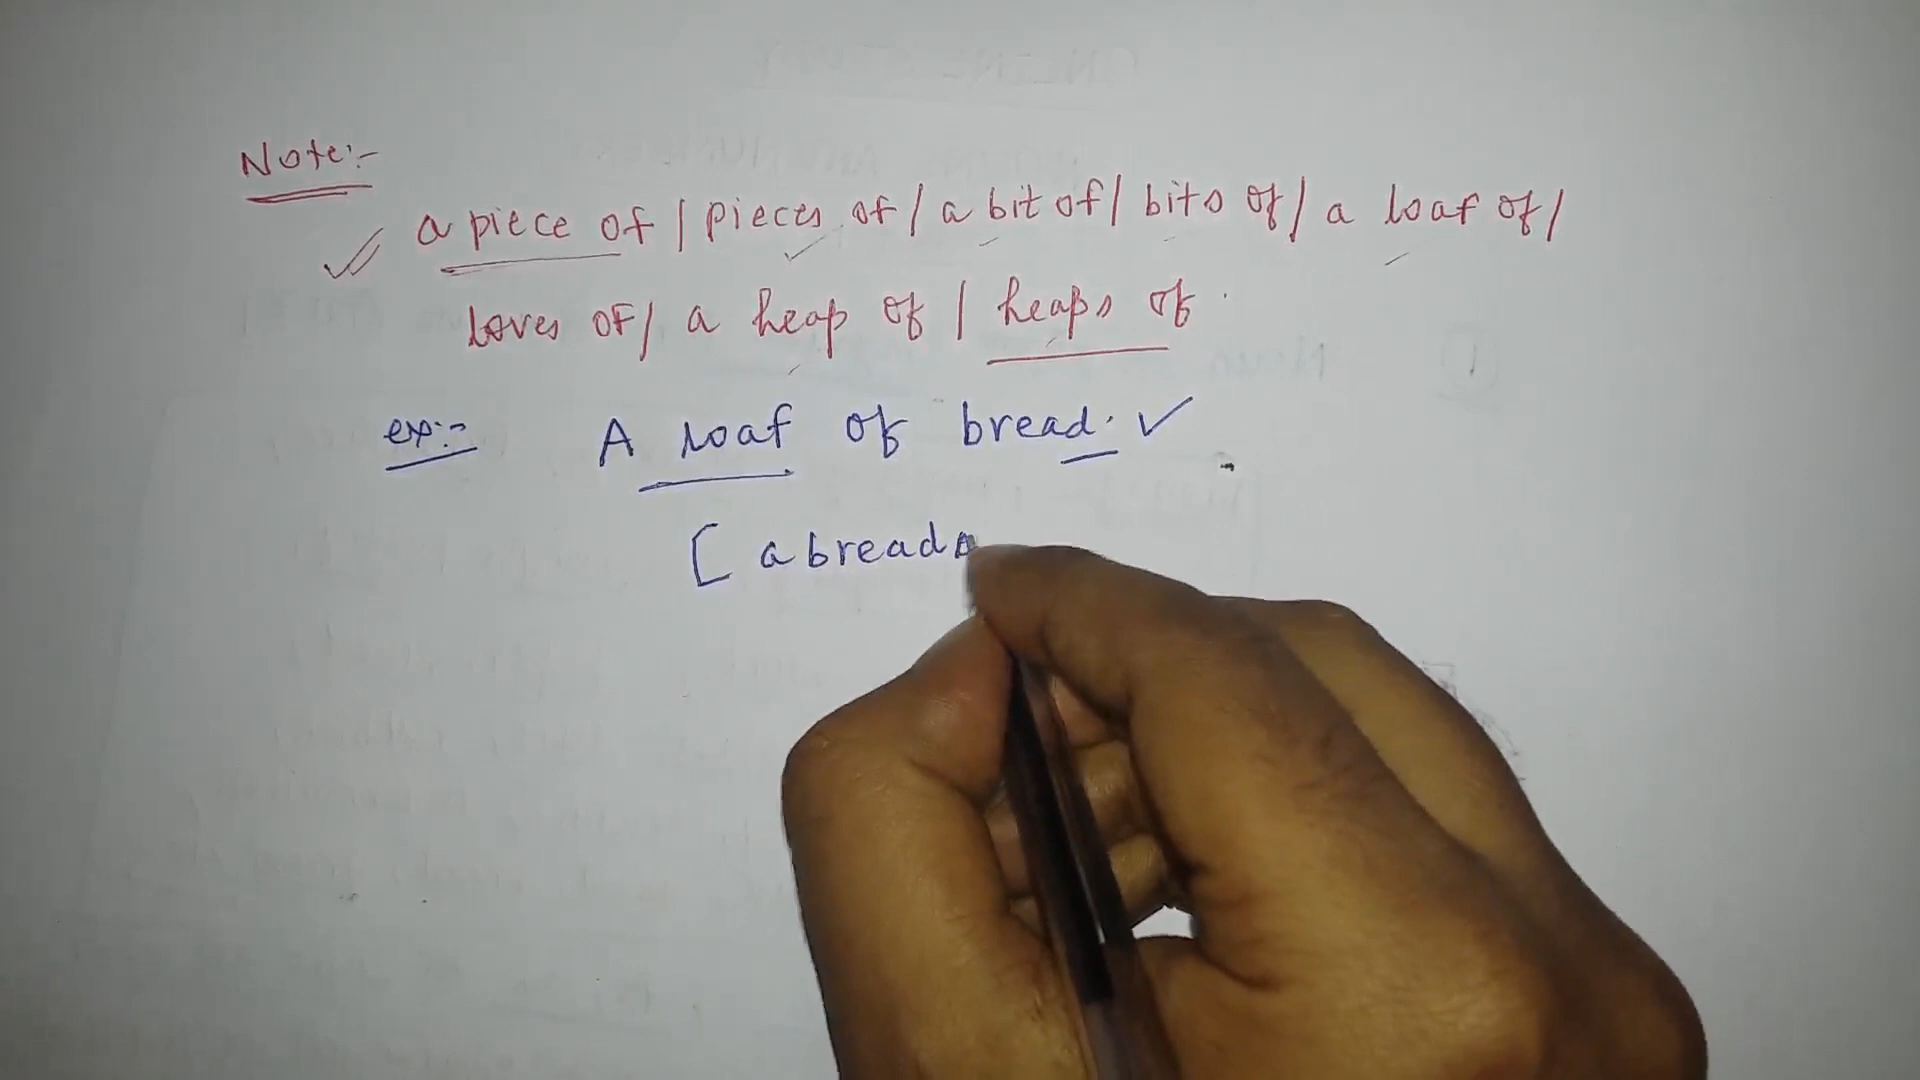 Note:-
a piece of / pieces of / a bit of / bits of / a loaf of /
loves of / a heap of / heaps of.
ex:- A loaf of bread. ✓
[ a bread